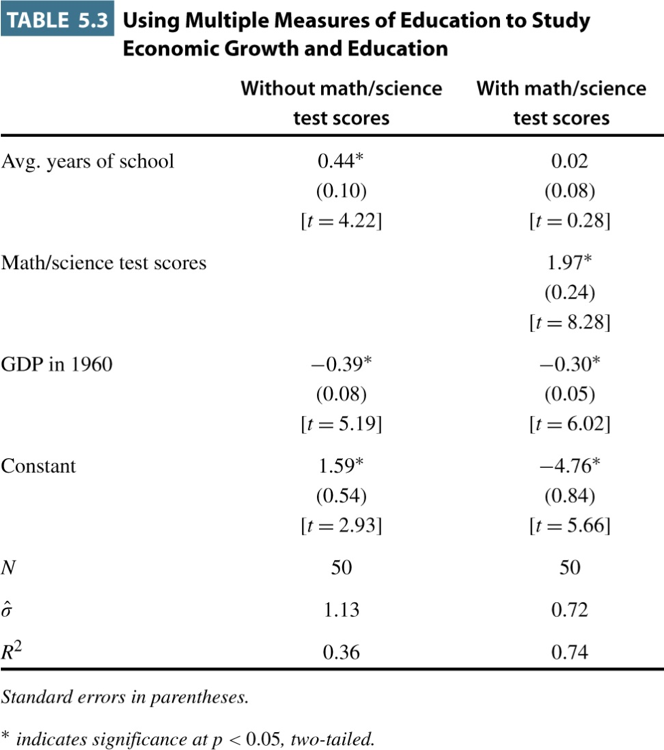 TABLE 5.3 Using Multiple Measures of Education to Study
Economic Growth and Education
Without math/science With math/science
test scores test scores
Avg. years of school 0.44* 0.02
(0.10) (0.08)
[t = 4.22] [t = 0.28]
Math/science test scores 1.97*
(0.24)
[t = 8.28]
GDP in 1960 −0.39* −0.30*
(0.08) (0.05)
[t = 5.19] [t = 6.02]
Constant 1.59* −4.76*
(0.54) (0.84)
[t = 2.93] [t = 5.66]
N 50 50
σ̂ 1.13 0.72
R² 0.36 0.74
Standard errors in parentheses.
* indicates significance at p < 0.05, two-tailed.